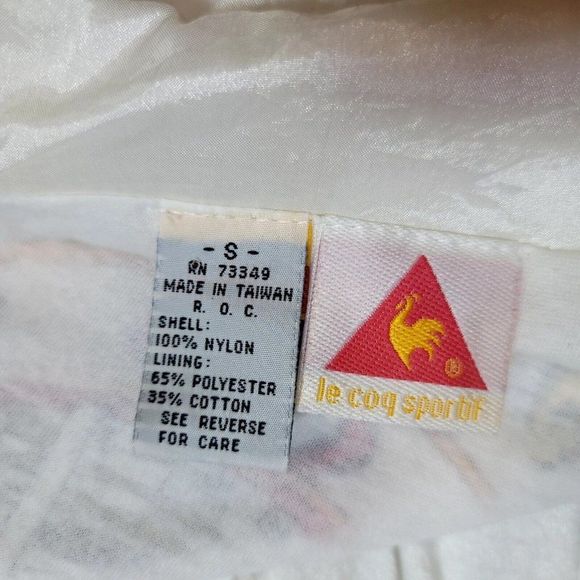 - S -
RN 73349
MADE IN TAIWAN
R. O. C.
SHELL:
100% NYLON
LINING:
65% POLYESTER
35% COTTON
SEE REVERSE
FOR CARE
®
le coq sportif